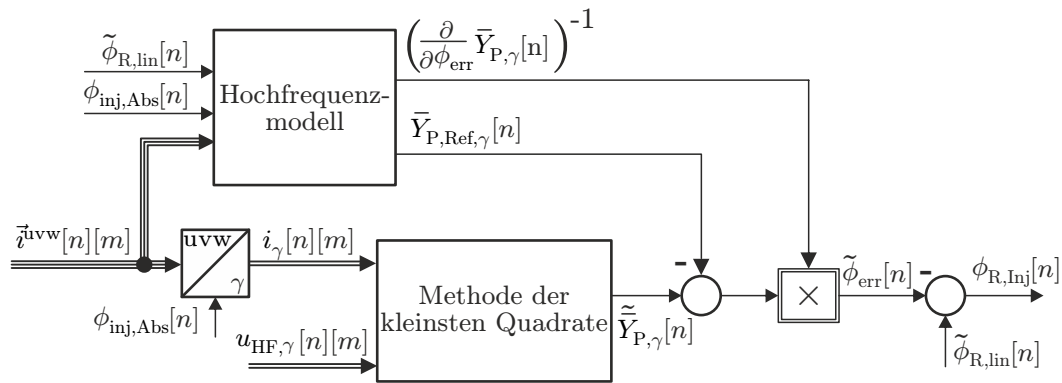 ϕ̃R,lin[n]
ϕinj,Abs[n]
Hochfrequenz-
modell
(∂/∂ϕerr ȲP,γ[n])-1
ȲP,Ref,γ[n]
i⃗uvw[n][m]
uvw
γ
iγ[n][m]
ϕinj,Abs[n]
uHF,γ[n][m]
Methode der
kleinsten Quadrate
Ȳ̃P,γ[n]
-
×
ϕ̃err[n]
-
ϕR,Inj[n]
ϕ̃R,lin[n]